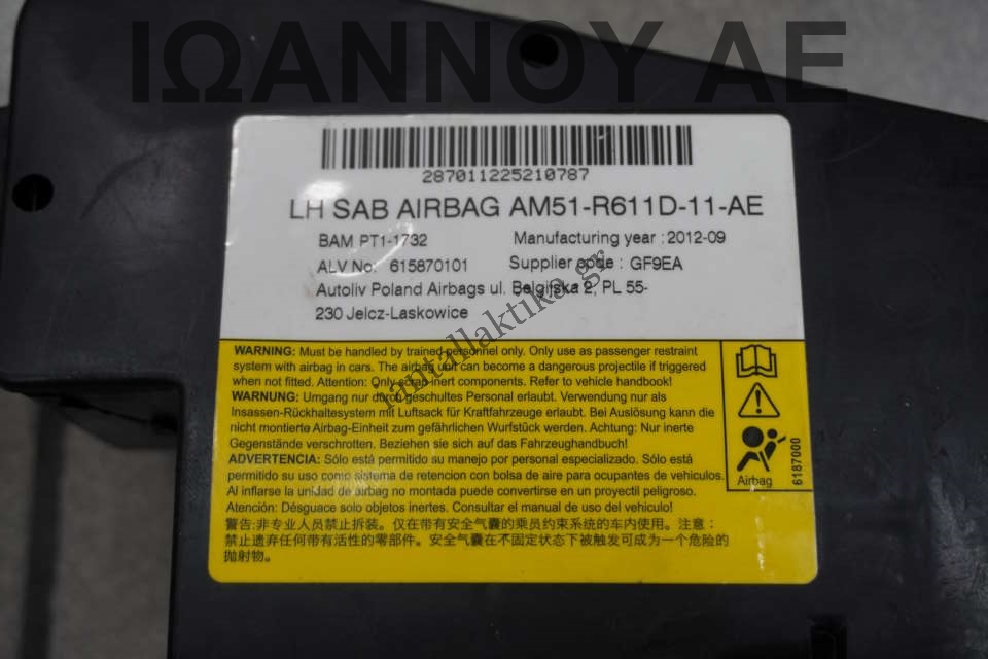 ΙΩΑΝΝΟΥ ΑΕ
287011225210787
LH SAB AIRBAG AM51-R611D-11-AE
BAM PT1-1732 Manufacturing year : 2012-09
ALV No: 615870101 Supplier code : GF9EA
Autoliv Poland Airbags ul. Belgijska 2, PL 55-
230 Jelcz-Laskowice
iantallaktika.gr
WARNING: Must be handled by trained personnel only. Only use as passenger restraint
system with airbag in cars. The airbag unit can become a dangerous projectile if triggered
when not fitted. Attention: Only scrap inert components. Refer to vehicle handbook!
WARNUNG: Umgang nur durch geschultes Personal erlaubt. Verwendung nur als
Insassen-Rückhaltesystem mit Luftsack für Kraftfahrzeuge erlaubt. Bei Auslösung kann die
nicht montierte Airbag-Einheit zum gefährlichen Wurfstück werden. Achtung: Nur inerte
Gegenstände verschrotten. Beziehen sie sich auf das Fahrzeughandbuch!
ADVERTENCIA: Sólo está permitido su manejo por personal especializado. Sólo está
permitido su uso como sistema de retencion con bolsa de aire para ocupantes de vehiculos.
Al inflarse la unidad de airbag no montada puede convertirse en un proyectil peligroso.
Atención: Désguace solo objetos inertes. Consultar el manual de uso del vehiculo!
警告:非专业人员禁止拆装。仅在带有安全气囊的乘员约束系统的车内使用。注意:
禁止遗弃任何带有活性的零部件。安全气囊在不固定状态下被触发可成为一个危险的
抛射物。
Airbag
6187000